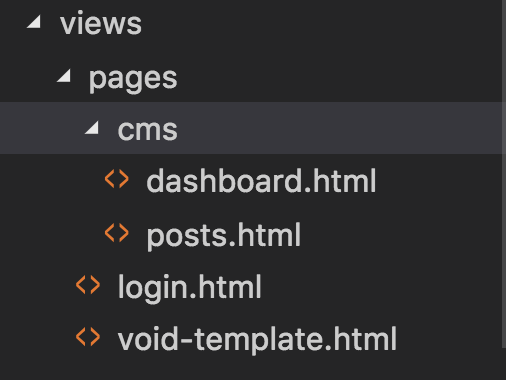 views
pages
cms
<> dashboard.html
<> posts.html
<> login.html
<> void-template.html